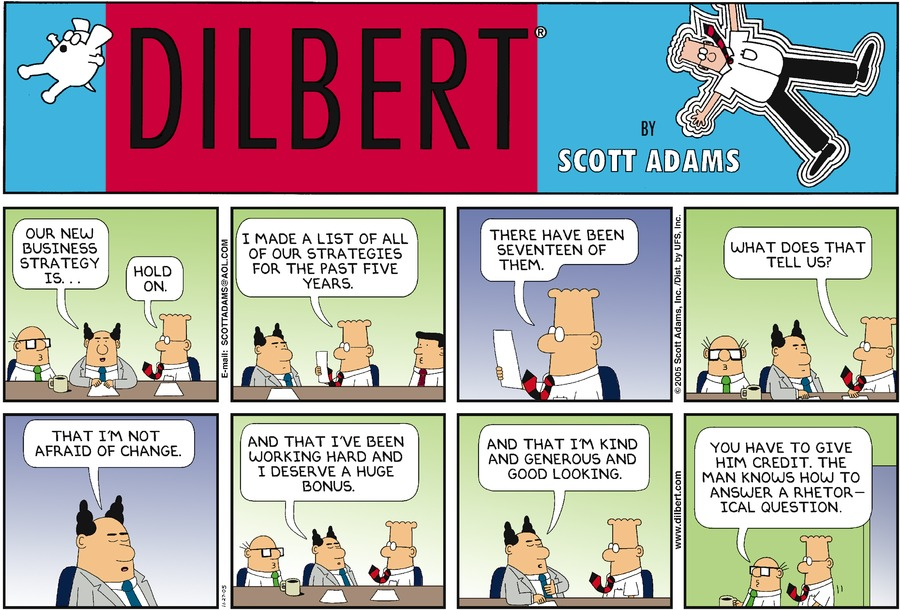 DILBERT®
BY
SCOTT ADAMS
OUR NEW
BUSINESS
STRATEGY
IS...
HOLD
ON.
E-mail: SCOTTADAMS@AOL.COM
I MADE A LIST OF ALL
OF OUR STRATEGIES
FOR THE PAST FIVE
YEARS.
THERE HAVE BEEN
SEVENTEEN OF
THEM.
©2005 Scott Adams, Inc./Dist. by UFS, Inc.
WHAT DOES THAT
TELL US?
THAT I'M NOT
AFRAID OF CHANGE.
11-27-05
AND THAT I'VE BEEN
WORKING HARD AND
I DESERVE A HUGE
BONUS.
AND THAT I'M KIND
AND GENEROUS AND
GOOD LOOKING.
www.dilbert.com
YOU HAVE TO GIVE
HIM CREDIT. THE
MAN KNOWS HOW TO
ANSWER A RHETOR-
ICAL QUESTION.